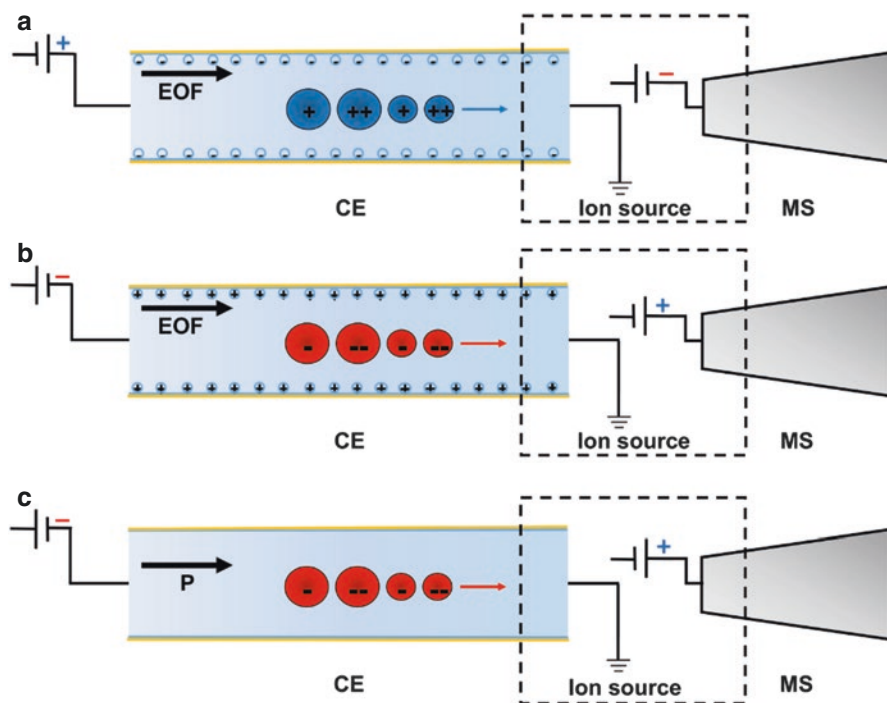 a
+
−
EOF
+ ++ + ++
CE
Ion source
MS
b
−
+
EOF
- -- - --
CE
Ion source
MS
c
−
+
P
- -- - --
CE
Ion source
MS